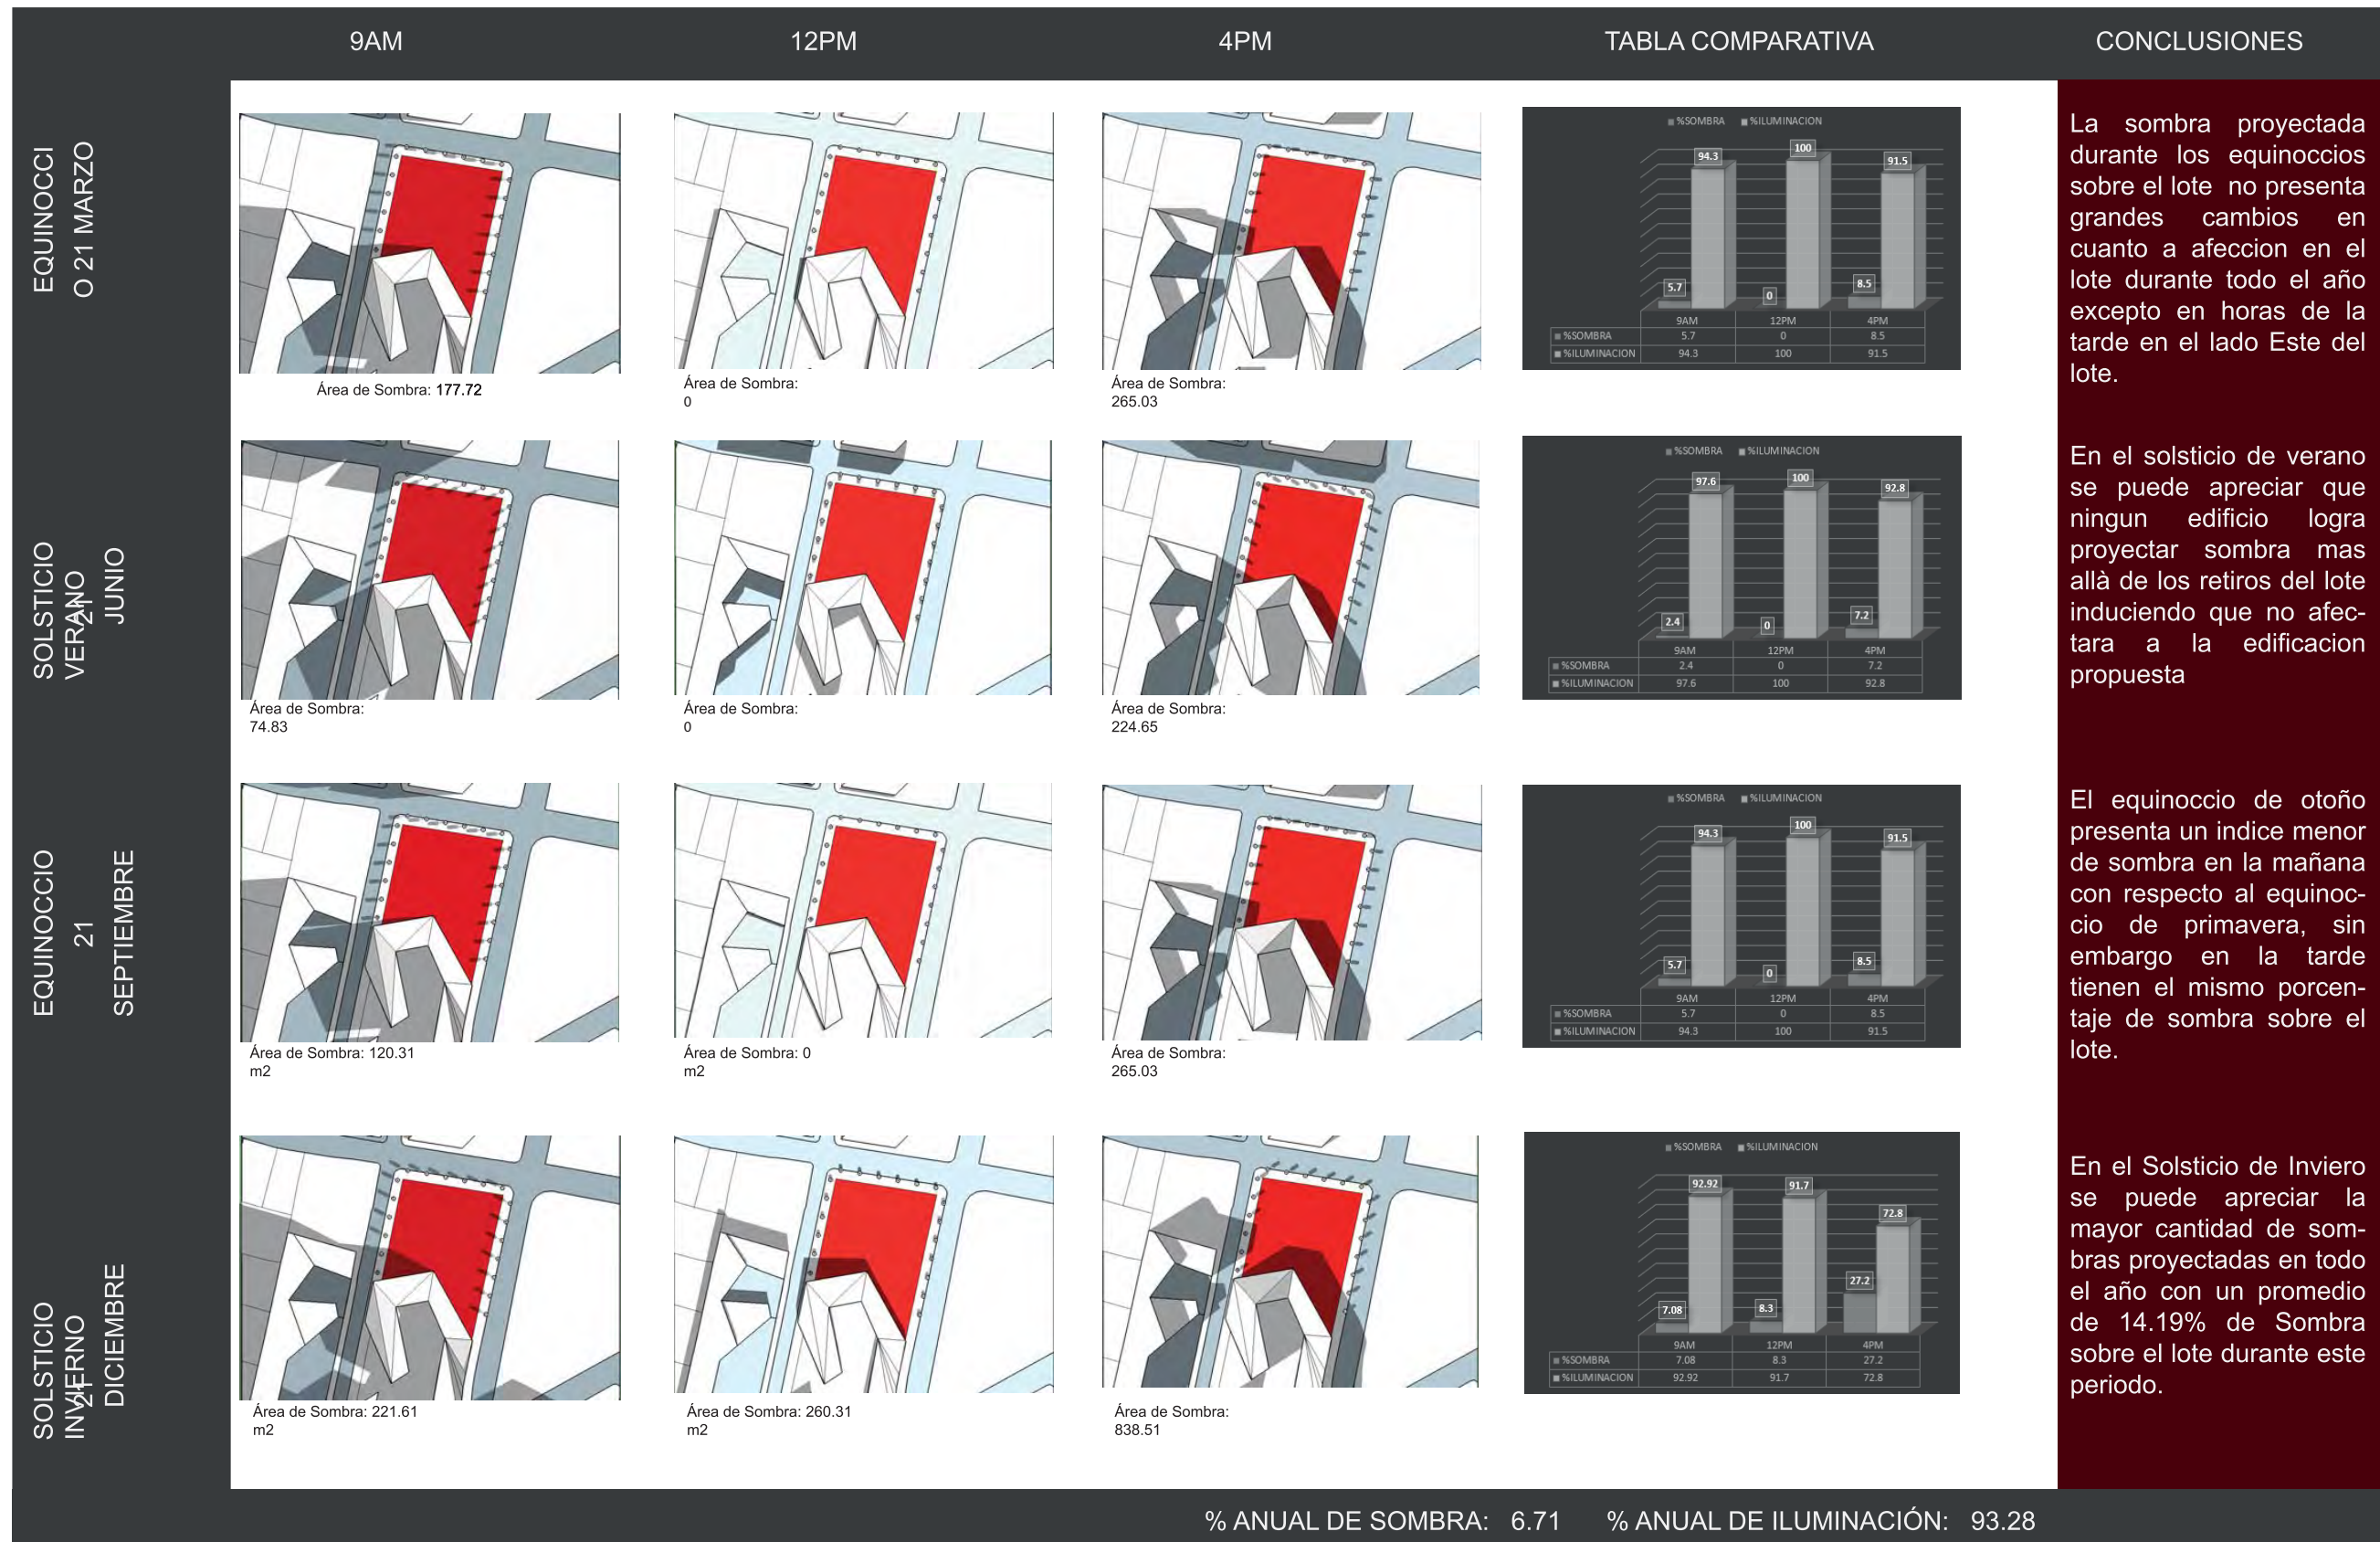 9AM
12PM
4PM
TABLA COMPARATIVA
CONCLUSIONES
EQUINOCCI
O 21 MARZO
Área de Sombra: 177.72
Área de Sombra:
0
Área de Sombra:
265.03
%SOMBRA %ILUMINACION
94.3
100
91.5
5.7
0
8.5
9AM 12PM 4PM
%SOMBRA 5.7 0 8.5
%ILUMINACION 94.3 100 91.5
La sombra proyectada
durante los equinoccios
sobre el lote no presenta
grandes cambios en
cuanto a afeccion en el
lote durante todo el año
excepto en horas de la
tarde en el lado Este del
lote.
SOLSTICIO
VERANO
21
JUNIO
Área de Sombra:
74.83
Área de Sombra:
0
Área de Sombra:
224.65
%SOMBRA %ILUMINACION
97.6
100
92.8
2.4
0
7.2
9AM 12PM 4PM
%SOMBRA 2.4 0 7.2
%ILUMINACION 97.6 100 92.8
En el solsticio de verano
se puede apreciar que
ningun edificio logra
proyectar sombra mas
allà de los retiros del lote
induciendo que no afec-
tara a la edificacion
propuesta
EQUINOCCIO
21
SEPTIEMBRE
Área de Sombra: 120.31
m2
Área de Sombra: 0
m2
Área de Sombra:
265.03
%SOMBRA %ILUMINACION
94.3
100
91.5
5.7
0
8.5
9AM 12PM 4PM
%SOMBRA 5.7 0 8.5
%ILUMINACION 94.3 100 91.5
El equinoccio de otoño
presenta un indice menor
de sombra en la mañana
con respecto al equinoc-
cio de primavera, sin
embargo en la tarde
tienen el mismo porcen-
taje de sombra sobre el
lote.
SOLSTICIO
INVIERNO
21
DICIEMBRE
Área de Sombra: 221.61
m2
Área de Sombra: 260.31
m2
Área de Sombra:
838.51
%SOMBRA %ILUMINACION
92.92
91.7
72.8
7.08
8.3
27.2
9AM 12PM 4PM
%SOMBRA 7.08 8.3 27.2
%ILUMINACION 92.92 91.7 72.8
En el Solsticio de Inviero
se puede apreciar la
mayor cantidad de som-
bras proyectadas en todo
el año con un promedio
de 14.19% de Sombra
sobre el lote durante este
periodo.
% ANUAL DE SOMBRA: 6.71 % ANUAL DE ILUMINACIÓN: 93.28